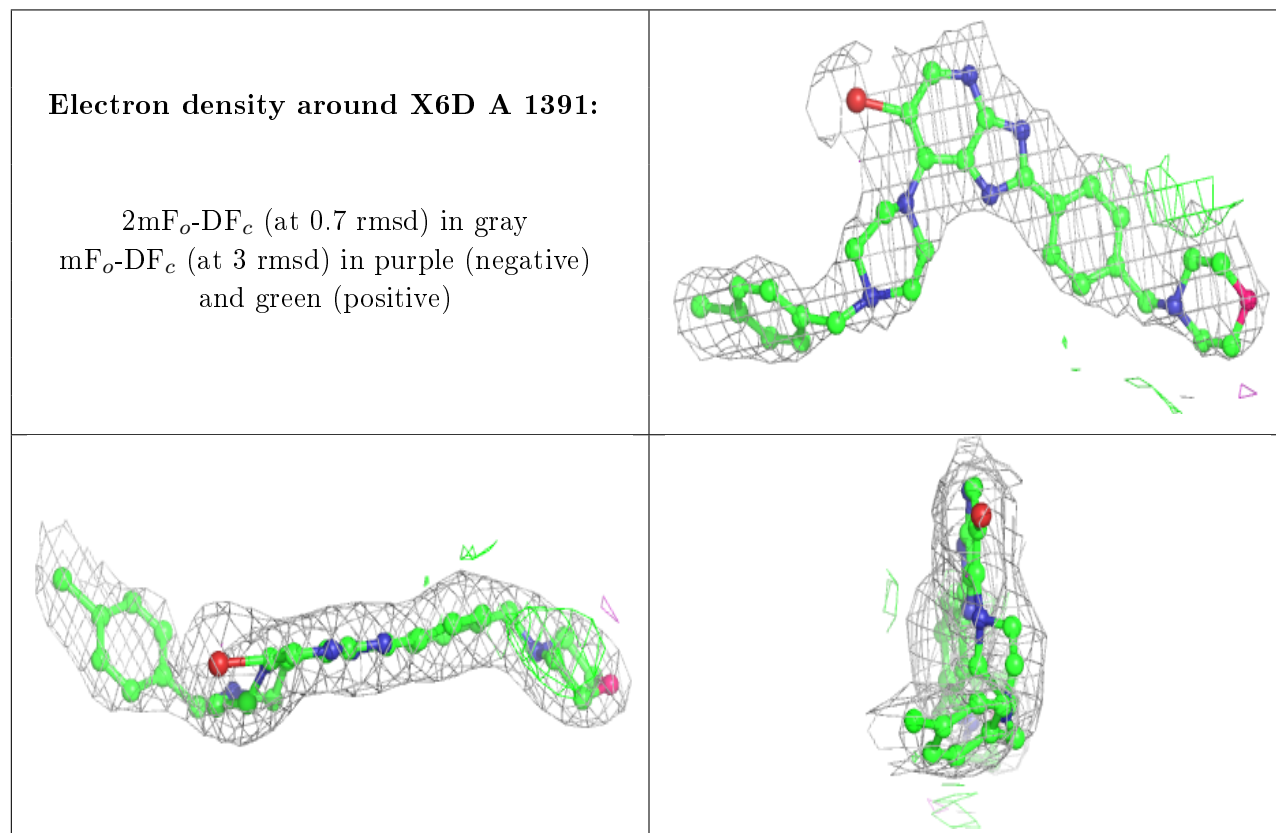 Electron density around X6D A 1391:
2mFo-DFc (at 0.7 rmsd) in gray
mFo-DFc (at 3 rmsd) in purple (negative)
and green (positive)